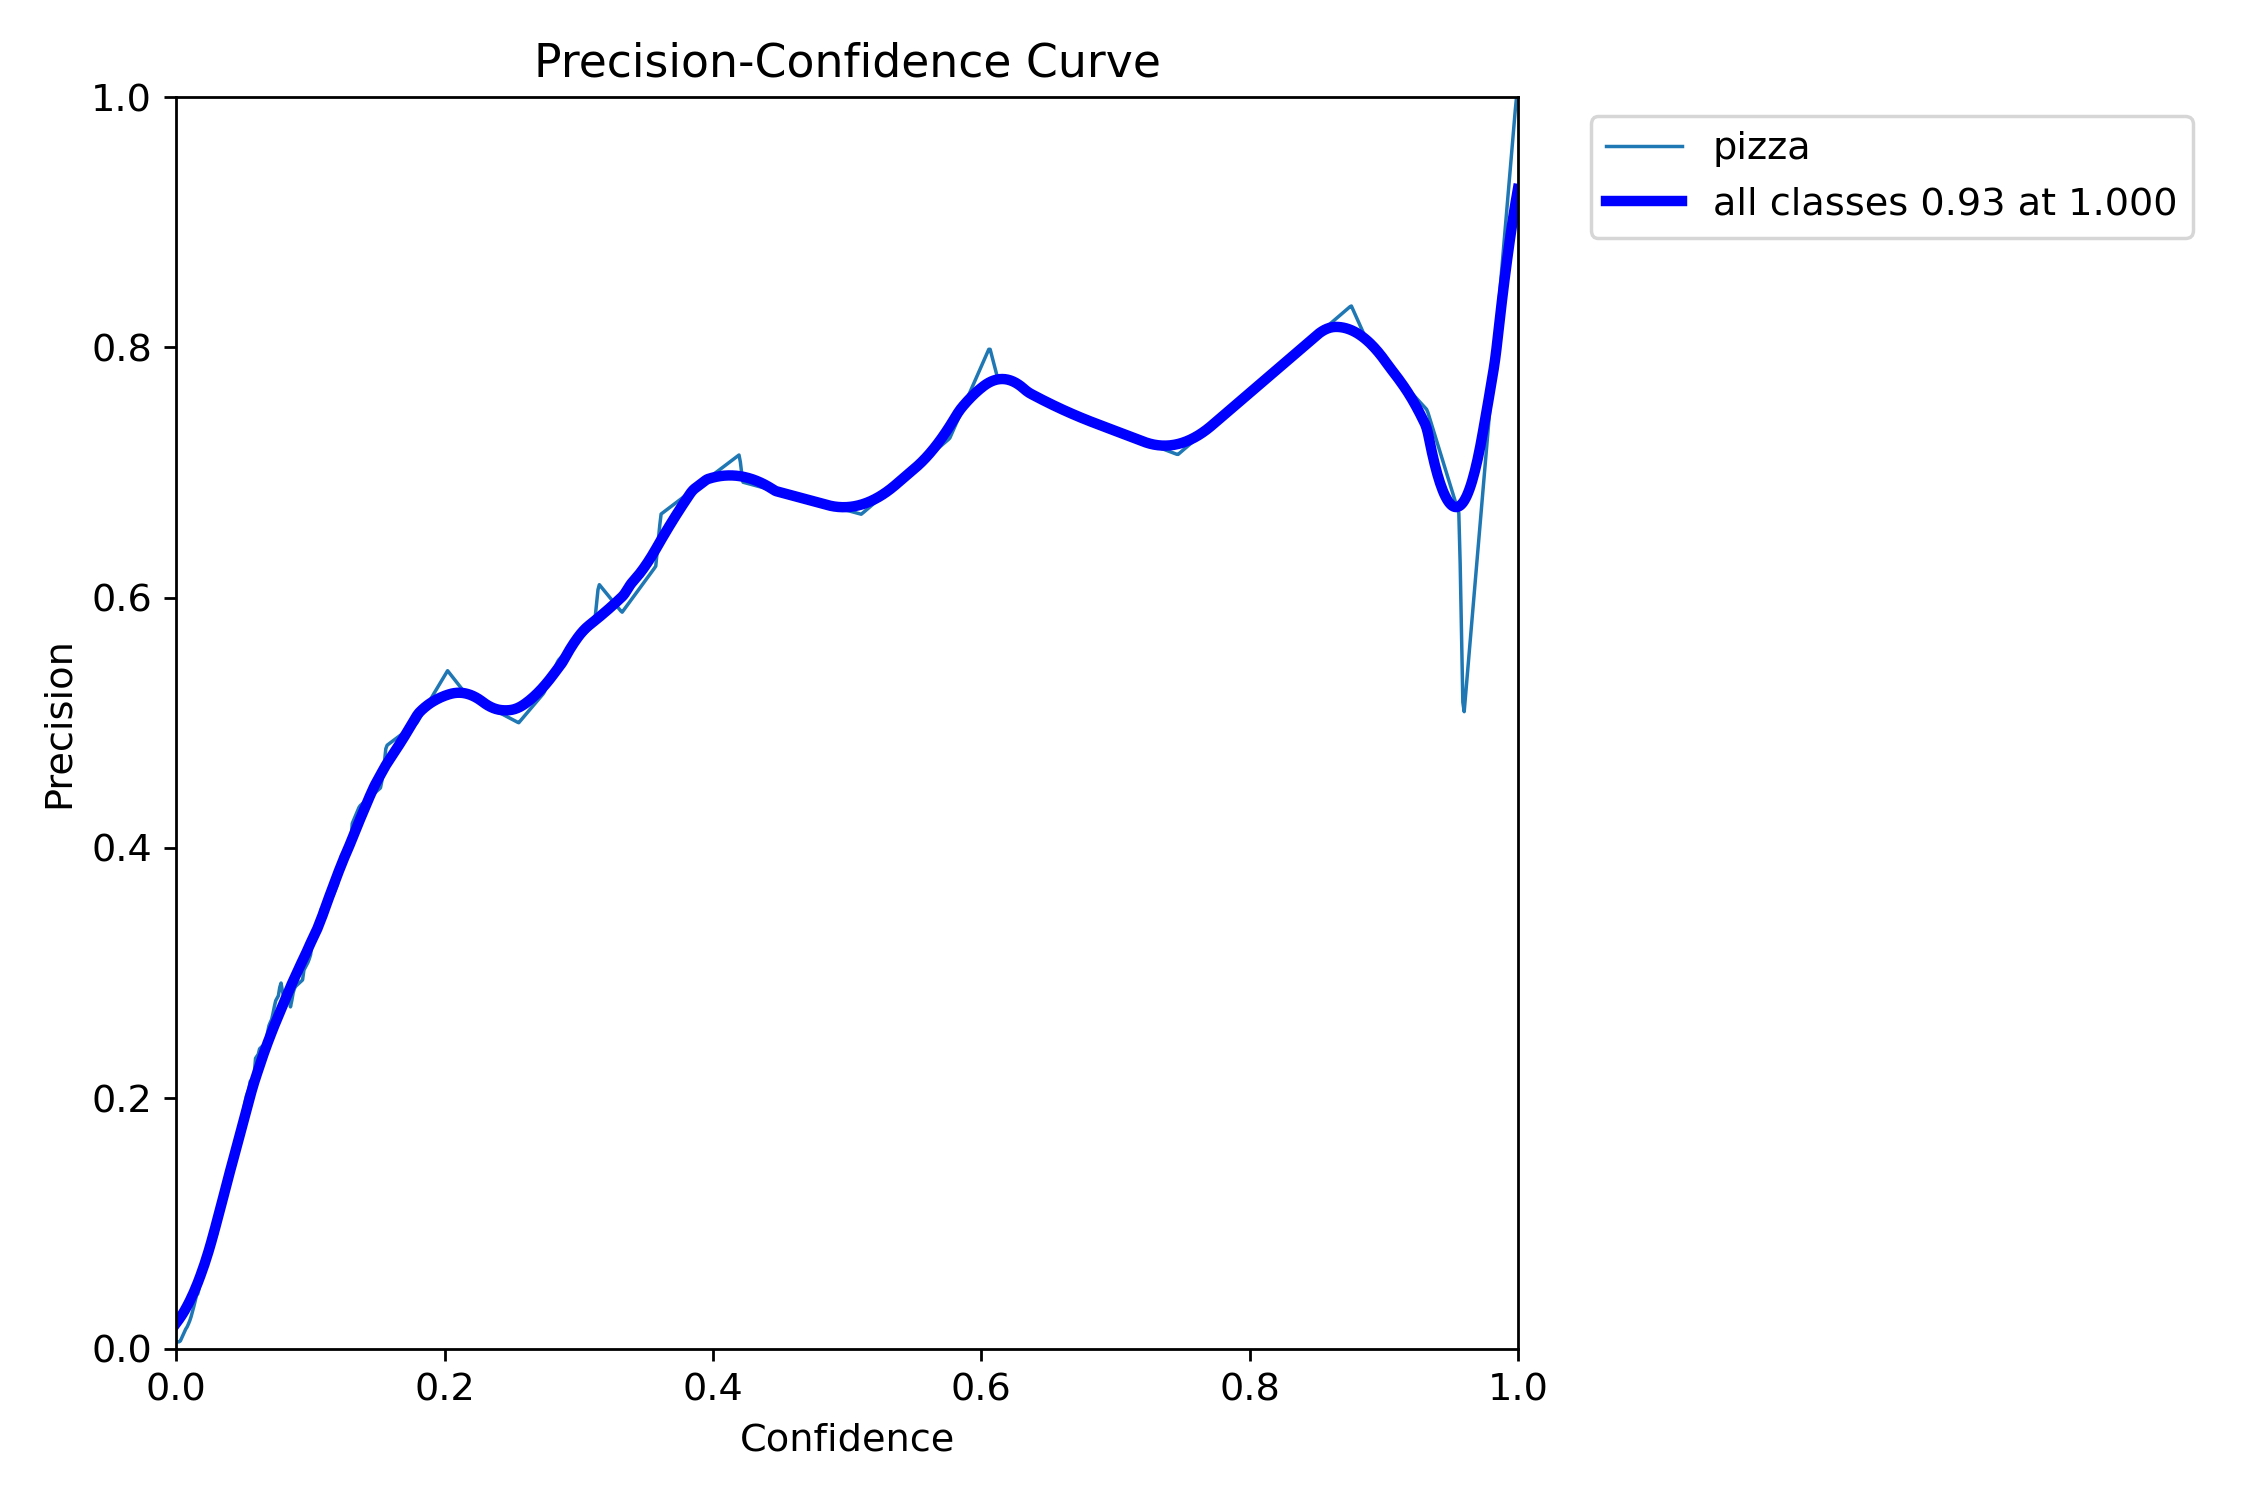 Precision-Confidence Curve
1.0
0.8
0.6
0.4
0.2
0.0
Precision
0.0 0.2 0.4 0.6 0.8 1.0
Confidence
pizza
all classes 0.93 at 1.000